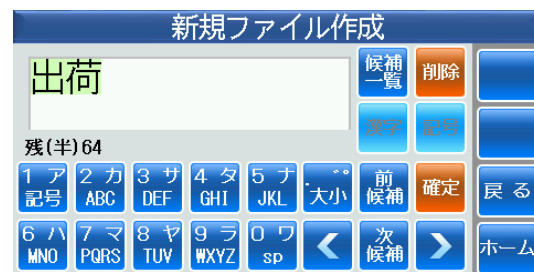 新規ファイル作成
出荷
候補一覧
削除
漢字
記号
残(半)64
1 ア 記号
2 カ ABC
3 サ DEF
4 タ GHI
5 ナ JKL
゛゜大小
前候補
確定
戻る
6 ハ MNO
7 マ PQRS
8 ヤ TUV
9 ラ WXYZ
0 ワ SP
<
次候補
>
ホーム